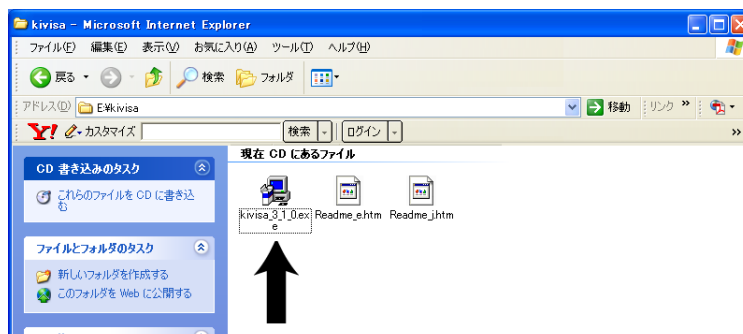 kivisa - Microsoft Internet Explorer
ファイル(F) 編集(E) 表示(V) お気に入り(A) ツール(T) ヘルプ(H)
戻る 検索 フォルダ
アドレス(D) E:¥kivisa 移動 リンク »
Y! カスタマイズ 検索 ログイン »
現在 CD にあるファイル
CD 書き込みのタスク
これらのファイルを CD に書き込
む
kivisa_3_1_0.ex
e
Readme_e.htm Readme_j.htm
ファイルとフォルダのタスク
新しいフォルダを作成する
このフォルダを Web に公開する